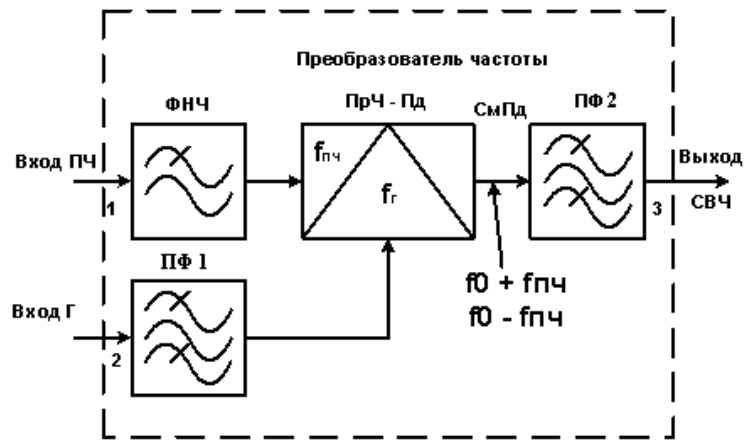 Преобразователь частоты
ФНЧ
ПрЧ - Пд
СмПд
ПФ 2
Вход ПЧ
1
fпч
fг
3
Выход
СВЧ
ПФ 1
Вход Г
2
f0 + fпч
f0 - fпч